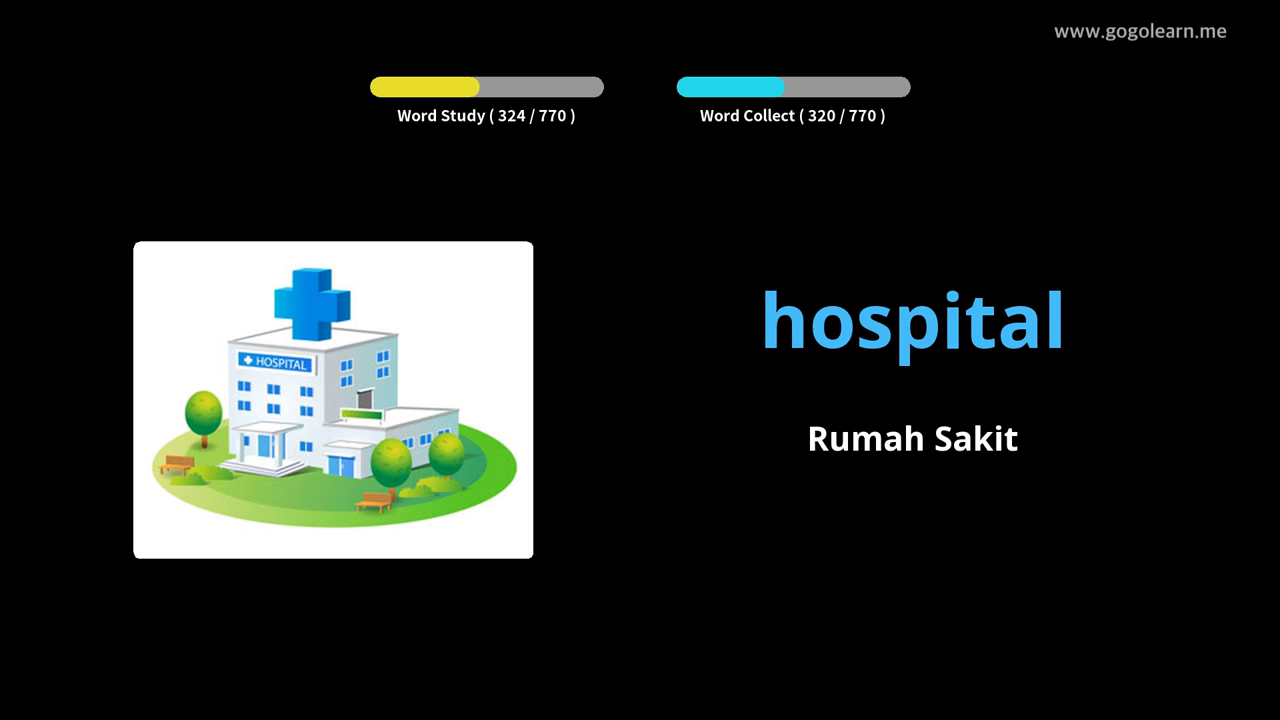 www.gogolearn.me
Word Study ( 324 / 770 )
Word Collect ( 320 / 770 )
HOSPITAL
hospital
Rumah Sakit